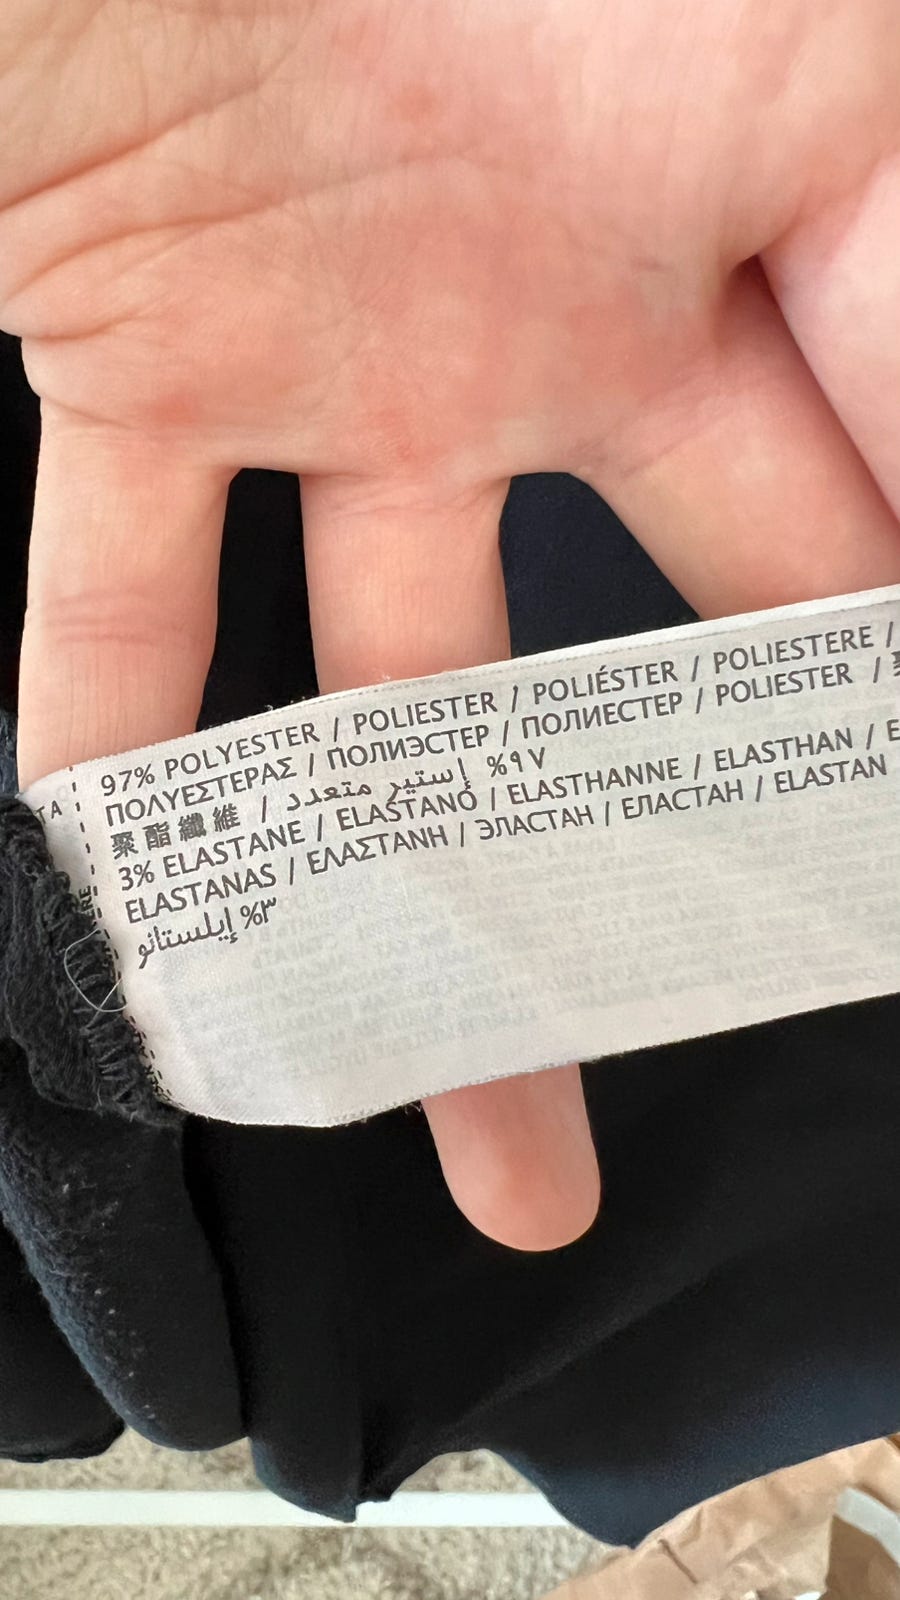 97% POLYESTER / POLIESTER / POLIÉSTER / POLIESTERE /
ΠΟΛΥΕΣΤΕΡΑΣ / ПОЛИЭСТЕР / ПОЛИЕСТЕР / POLIESTER /
聚酯纖維 / إستير متعدد %٩٧
3% ELASTANE / ELASTANO / ELASTHANNE / ELASTHAN /
ELASTANAS / ΕΛΑΣΤΑΝΗ / ЭЛАСТАН / ЕЛАСТАН / ELASTAN
إيلستانو %٣